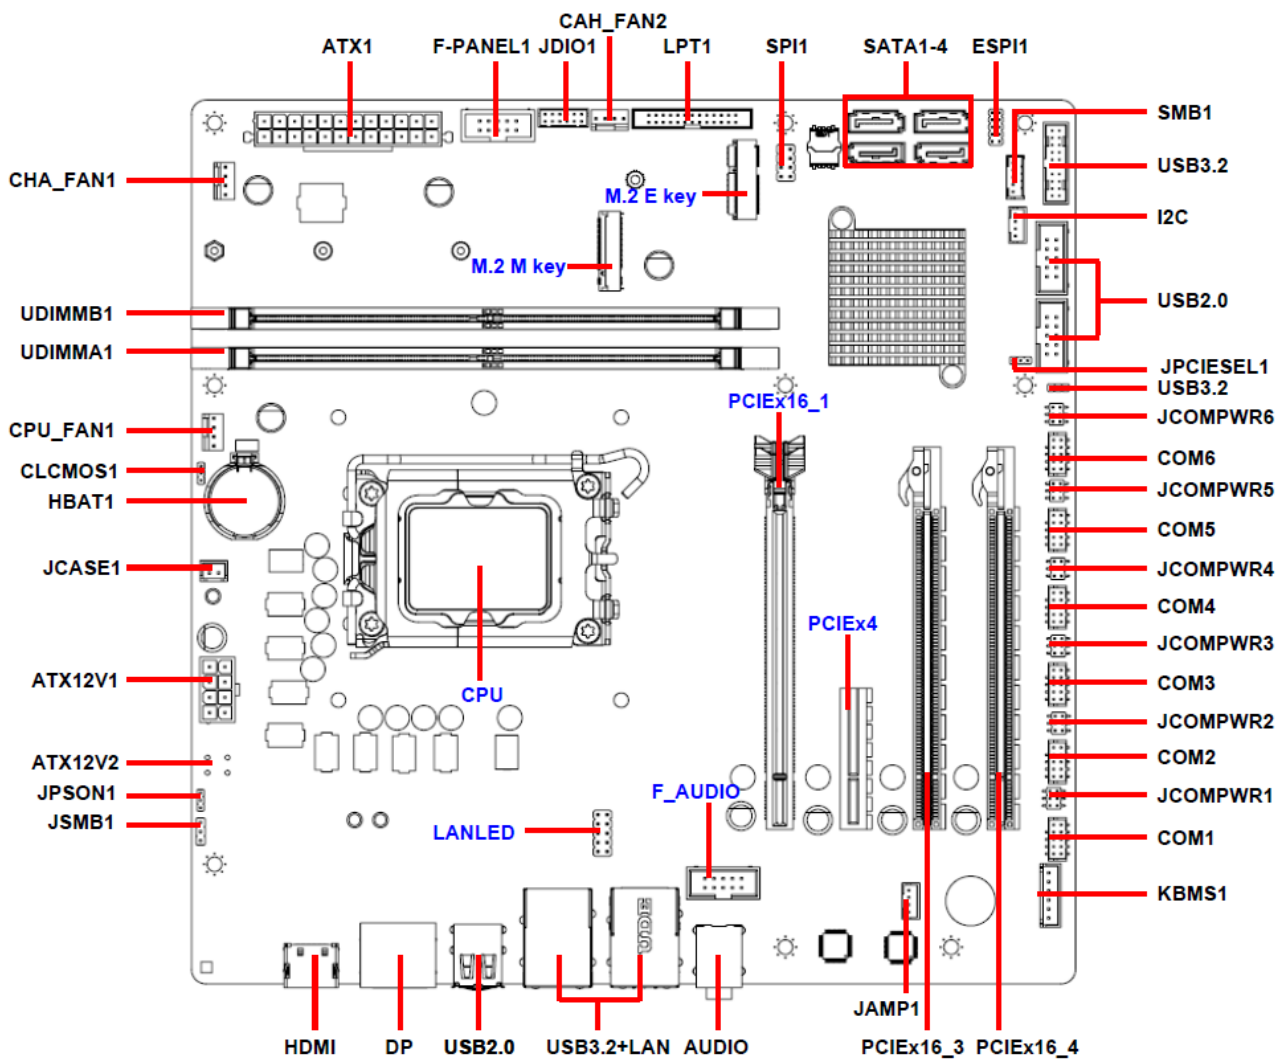 CAH_FAN2
ATX1
F-PANEL1
JDIO1
LPT1
SPI1
SATA1-4
ESPI1
SMB1
USB3.2
CHA_FAN1
M.2 E key
I2C
M.2 M key
USB2.0
UDIMMB1
UDIMMA1
JPCIESEL1
USB3.2
PCIEx16_1
JCOMPWR6
CPU_FAN1
COM6
CLCMOS1
JCOMPWR5
HBAT1
COM5
JCASE1
JCOMPWR4
COM4
PCIEx4
JCOMPWR3
ATX12V1
COM3
CPU
JCOMPWR2
COM2
ATX12V2
JPSON1
F_AUDIO
JCOMPWR1
JSMB1
LANLED
COM1
KBMS1
JAMP1
HDMI
DP
USB2.0
USB3.2+LAN
AUDIO
PCIEx16_3
PCIEx16_4